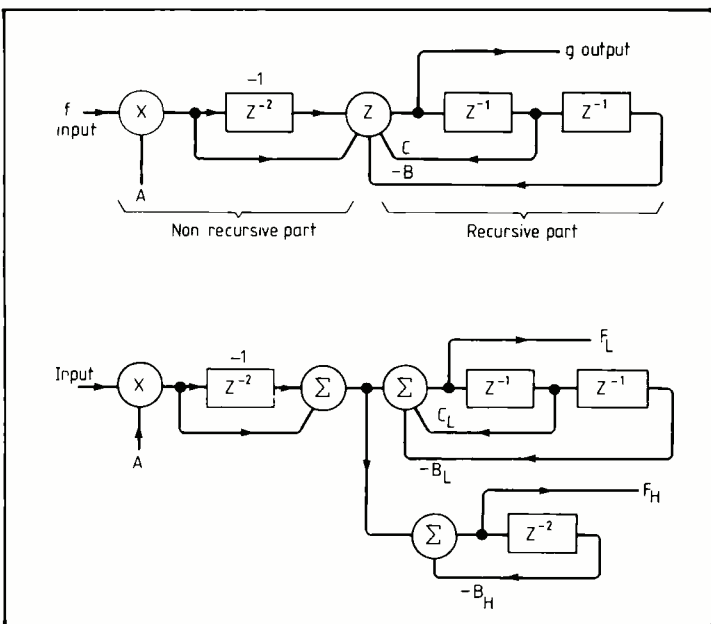 g output
-1
f
input
X
Z⁻²
Z
Z⁻¹
Z⁻¹
C
-B
A
Non recursive part
Recursive part
F_L
-1
Input
X
Z⁻²
Σ
Σ
Z⁻¹
Z⁻¹
C_L
A
-B_L
F_H
Σ
Z⁻²
-B_H